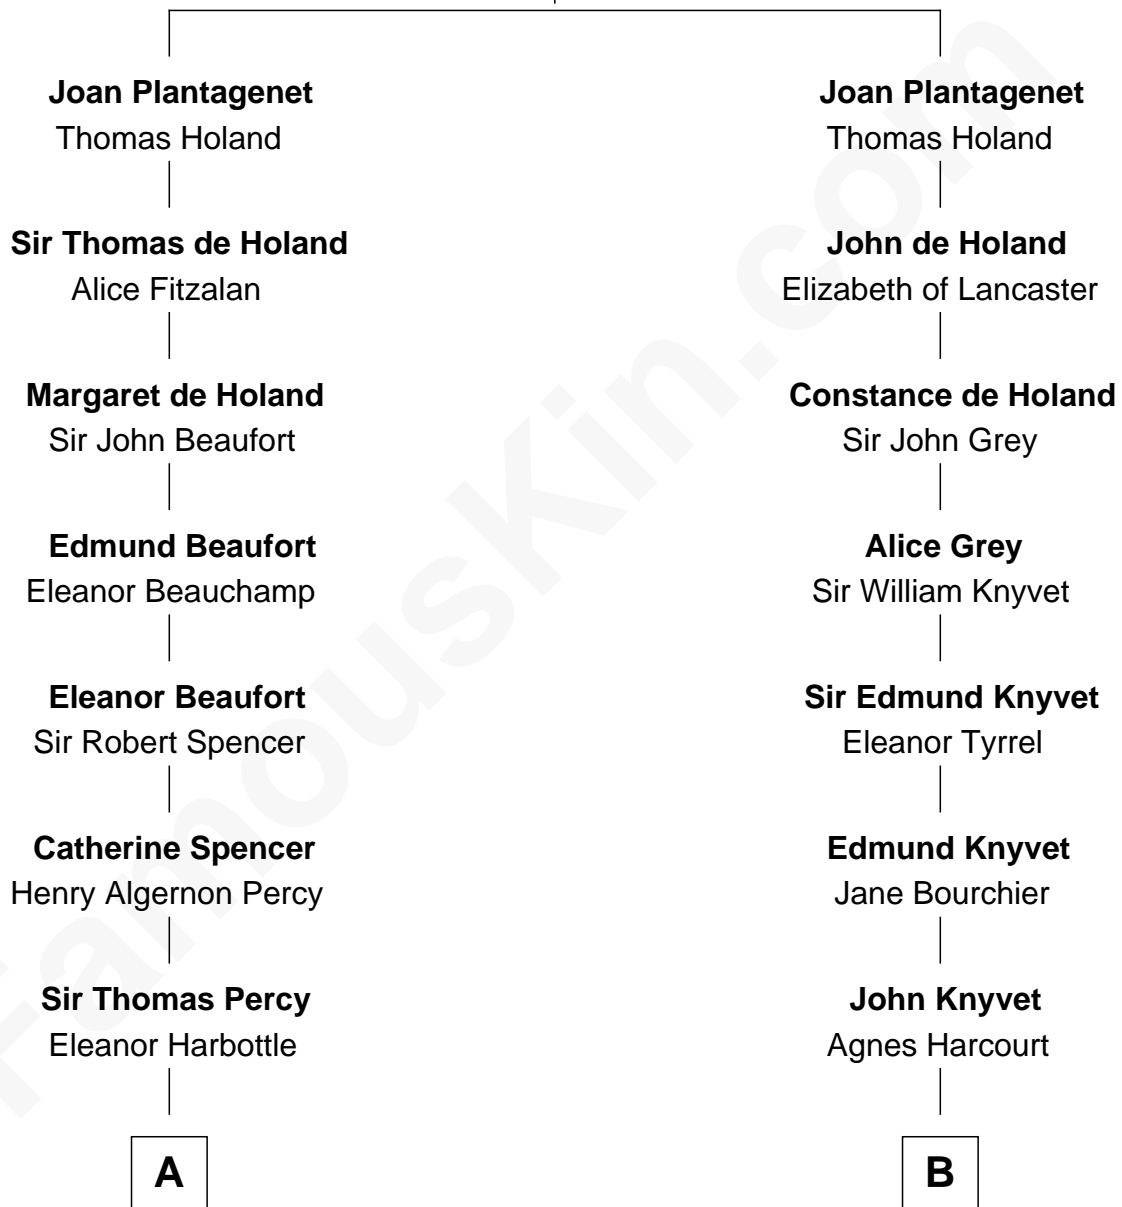 Joan Plantagenet
Thomas Holand
Sir Thomas de Holand
Alice Fitzalan
Margaret de Holand
Sir John Beaufort
Edmund Beaufort
Eleanor Beauchamp
Eleanor Beaufort
Sir Robert Spencer
Catherine Spencer
Henry Algernon Percy
Sir Thomas Percy
Eleanor Harbottle
A
Joan Plantagenet
Thomas Holand
John de Holand
Elizabeth of Lancaster
Constance de Holand
Sir John Grey
Alice Grey
Sir William Knyvet
Sir Edmund Knyvet
Eleanor Tyrrel
Edmund Knyvet
Jane Bourchier
John Knyvet
Agnes Harcourt
B
FamousKin.com